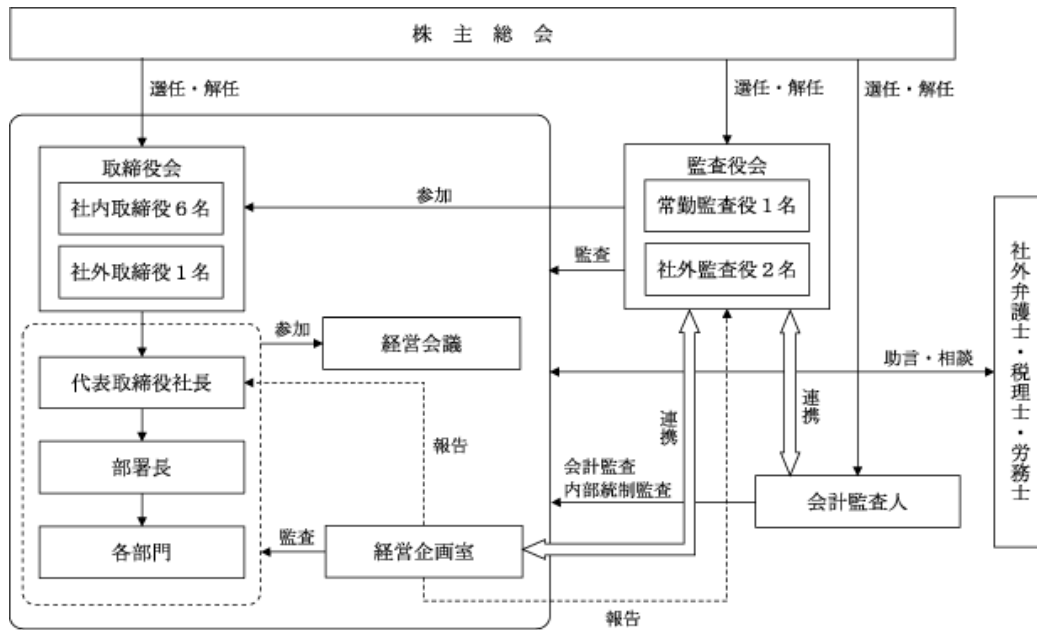 株主総会
選任・解任
選任・解任
選任・解任
取締役会
社内取締役6名
社外取締役1名
監査役会
常勤監査役1名
社外監査役2名
参加
監査
参加
経営会議
代表取締役社長
部署長
各部門
報告
監査
経営企画室
連携
連携
助言・相談
会計監査
内部統制監査
会計監査人
報告
社外弁護士・税理士・労務士